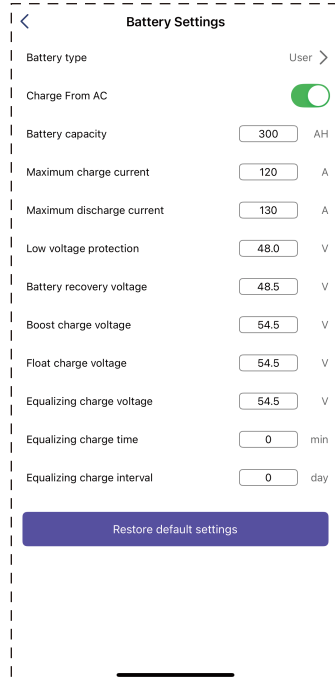 Battery Settings
Battery type User
Charge From AC
Battery capacity 300 AH
Maximum charge current 120 A
Maximum discharge current 130 A
Low voltage protection 48.0 V
Battery recovery voltage 48.5 V
Boost charge voltage 54.5 V
Float charge voltage 54.5 V
Equalizing charge voltage 54.5 V
Equalizing charge time 0 min
Equalizing charge interval 0 day
Restore default settings